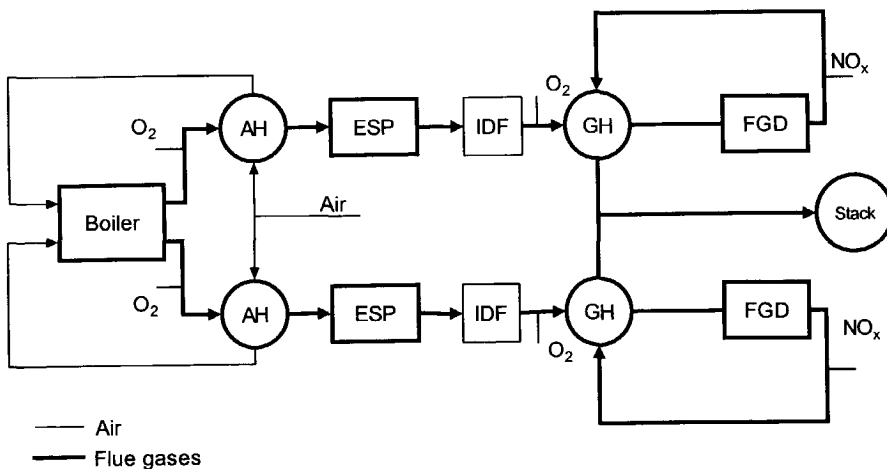 NOₓ
O₂
O₂
AH
ESP
IDF
GH
FGD
Boiler
Air
Stack
O₂
AH
ESP
IDF
O₂
GH
FGD
NOₓ
Air
Flue gases